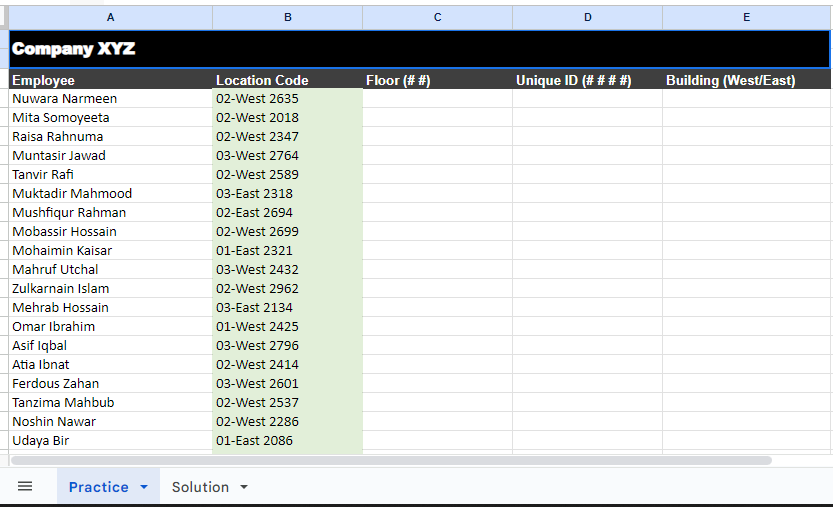 A B C D E
Company XYZ
Employee Location Code Floor (# #) Unique ID (# # # #) Building (West/East)
Nuwara Narmeen 02-West 2635
Mita Somoyeeta 02-West 2018
Raisa Rahnuma 02-West 2347
Muntasir Jawad 03-West 2764
Tanvir Rafi 02-West 2589
Muktadir Mahmood 03-East 2318
Mushfiqur Rahman 02-East 2694
Mobassir Hossain 02-West 2699
Mohaimin Kaisar 01-East 2321
Mahruf Utchal 03-West 2432
Zulkarnain Islam 02-West 2962
Mehrab Hossain 03-East 2134
Omar Ibrahim 01-West 2425
Asif Iqbal 03-West 2796
Atia Ibnat 02-West 2414
Ferdous Zahan 03-West 2601
Tanzima Mahbub 02-West 2537
Noshin Nawar 02-West 2286
Udaya Bir 01-East 2086
Practice Solution